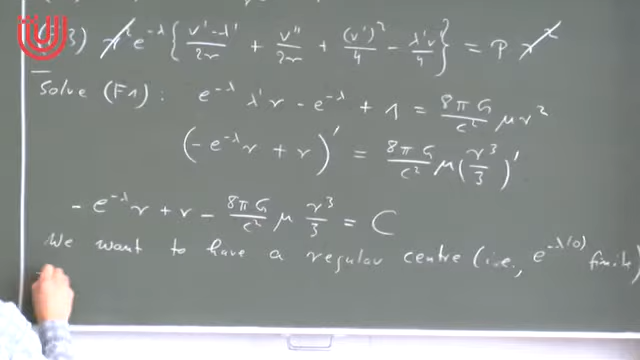 3) r² e^{-λ} { (ν' - λ')/2r + ν''/2r + (ν')²/4 - λ'ν/4 } = P r²
Solve (F1): e^{-λ} λ' r - e^{-λ} + 1 = 8πG/c² μ r²
(-e^{-λ} r + r)' = 8πG/c² μ (r³/3)'
- e^{-λ} r + r - 8πG/c² μ r³/3 = C
We want to have a regular centre (i.e., e^{-λ(0)} finite)